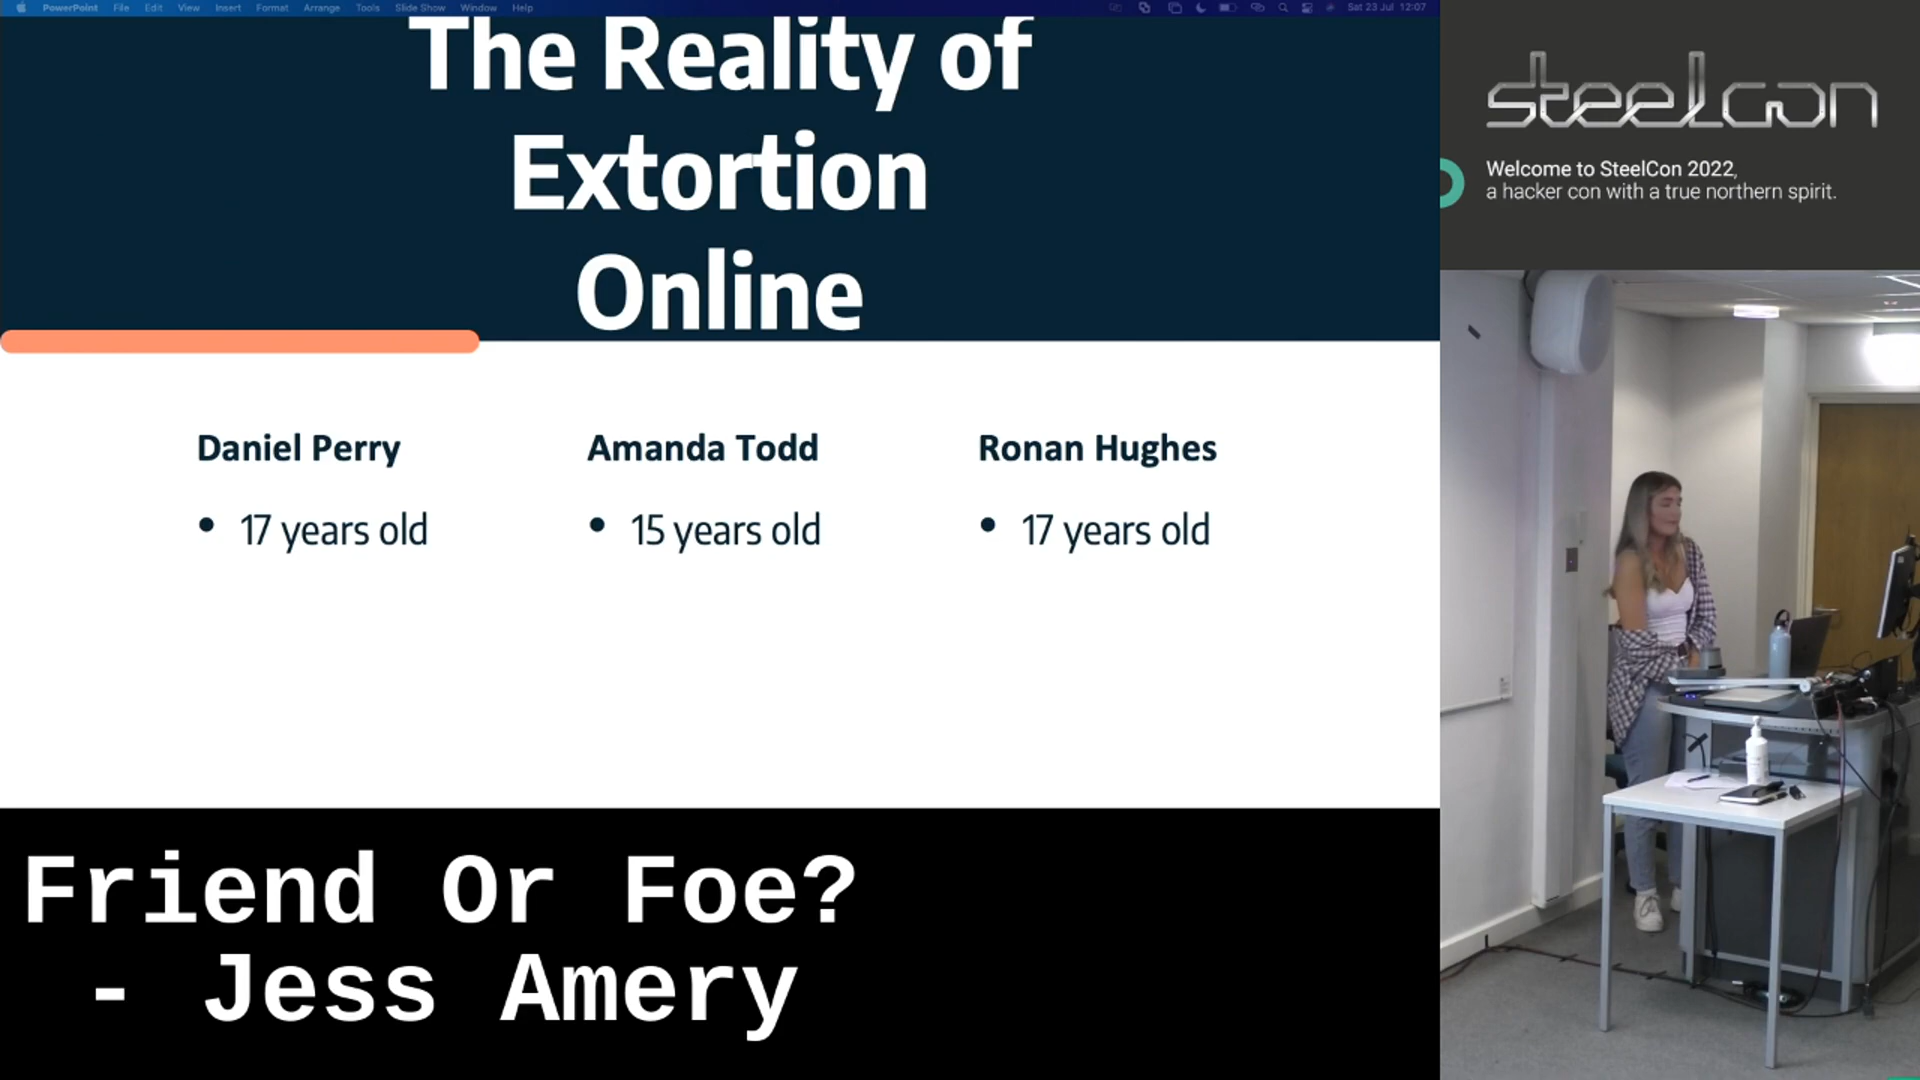 PowerPoint File Edit View Insert Format Arrange Tools Slide Show Window Help Sat 23 Jul 12:07
The Reality of
Extortion
Online
Daniel Perry
• 17 years old
Amanda Todd
• 15 years old
Ronan Hughes
• 17 years old
Friend Or Foe?
- Jess Amery
steelcon
Welcome to SteelCon 2022,
a hacker con with a true northern spirit.